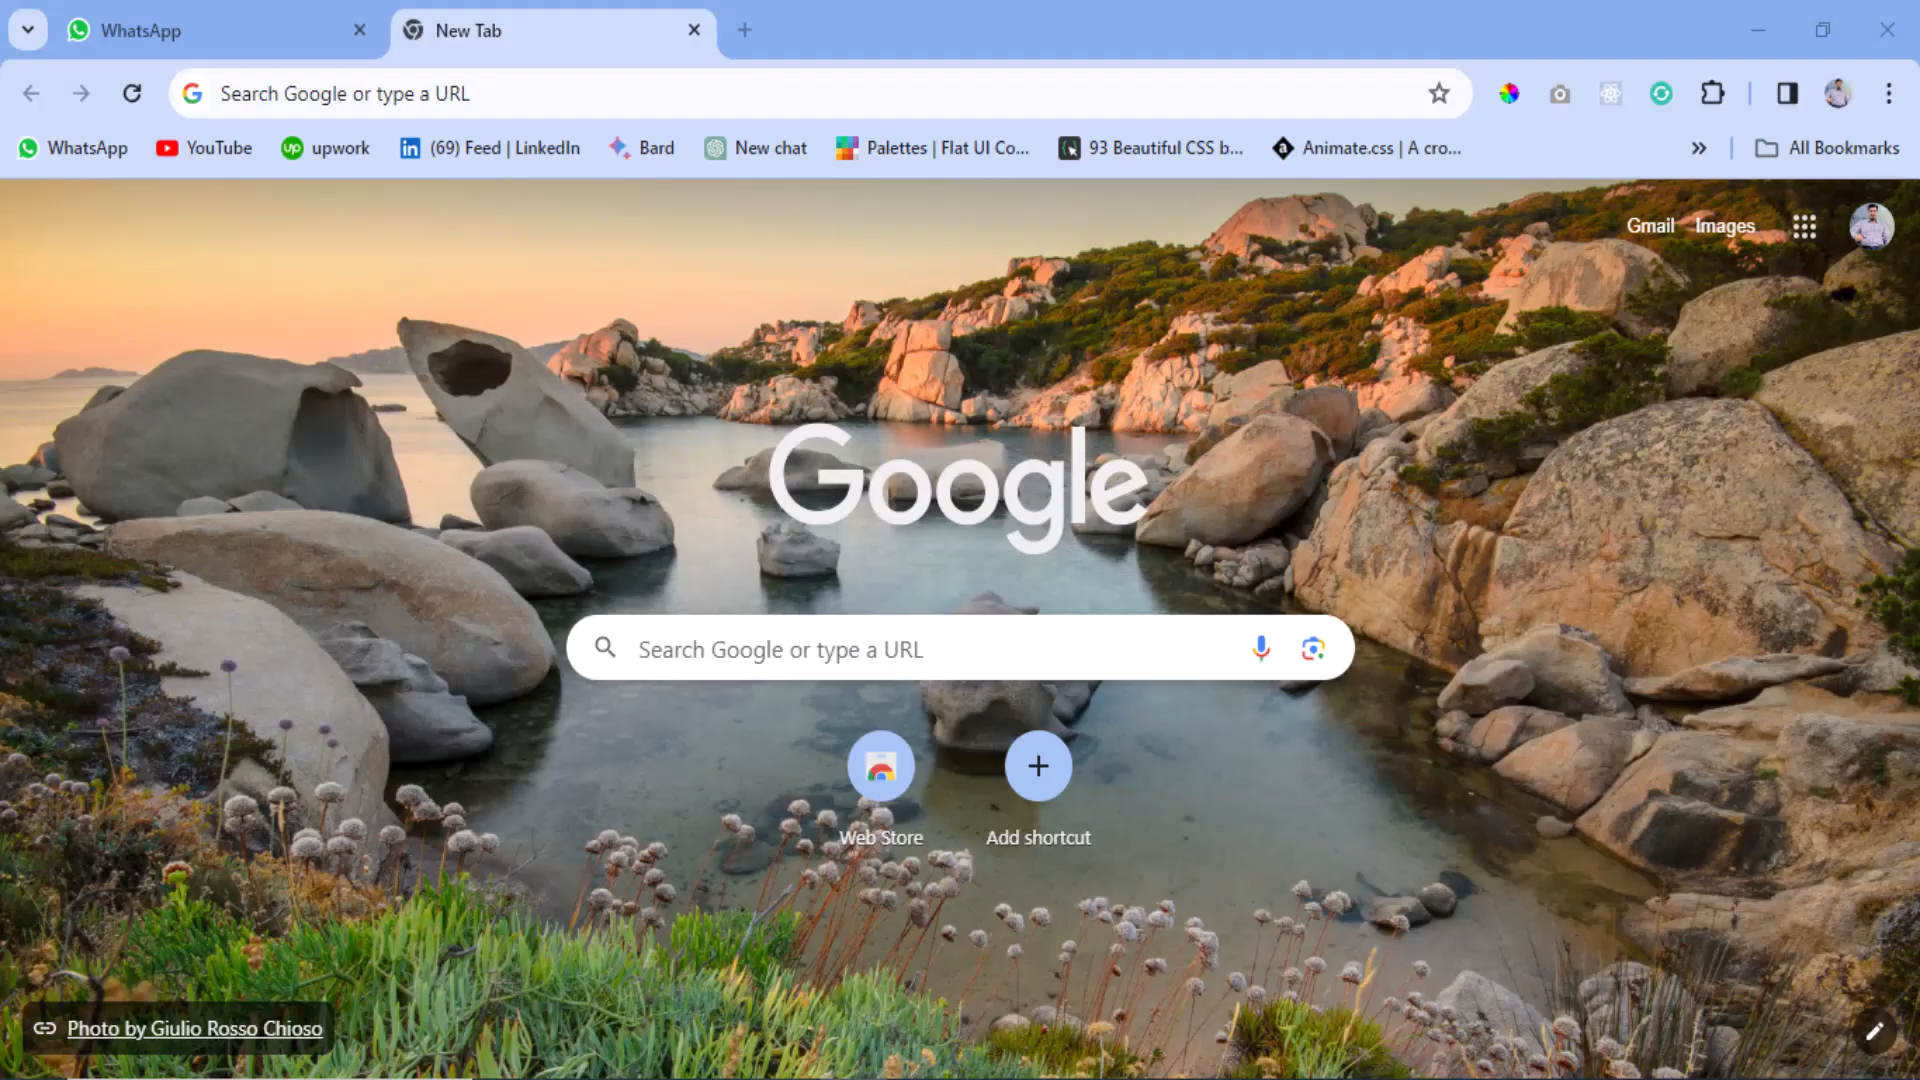 WhatsApp
New Tab
Search Google or type a URL
WhatsApp
YouTube
upwork
(69) Feed | LinkedIn
Bard
New chat
Palettes | Flat UI Co...
93 Beautiful CSS b...
Animate.css | A cro...
All Bookmarks
Gmail
Images
Google
Search Google or type a URL
Web Store
Add shortcut
Photo by Giulio Rosso Chioso